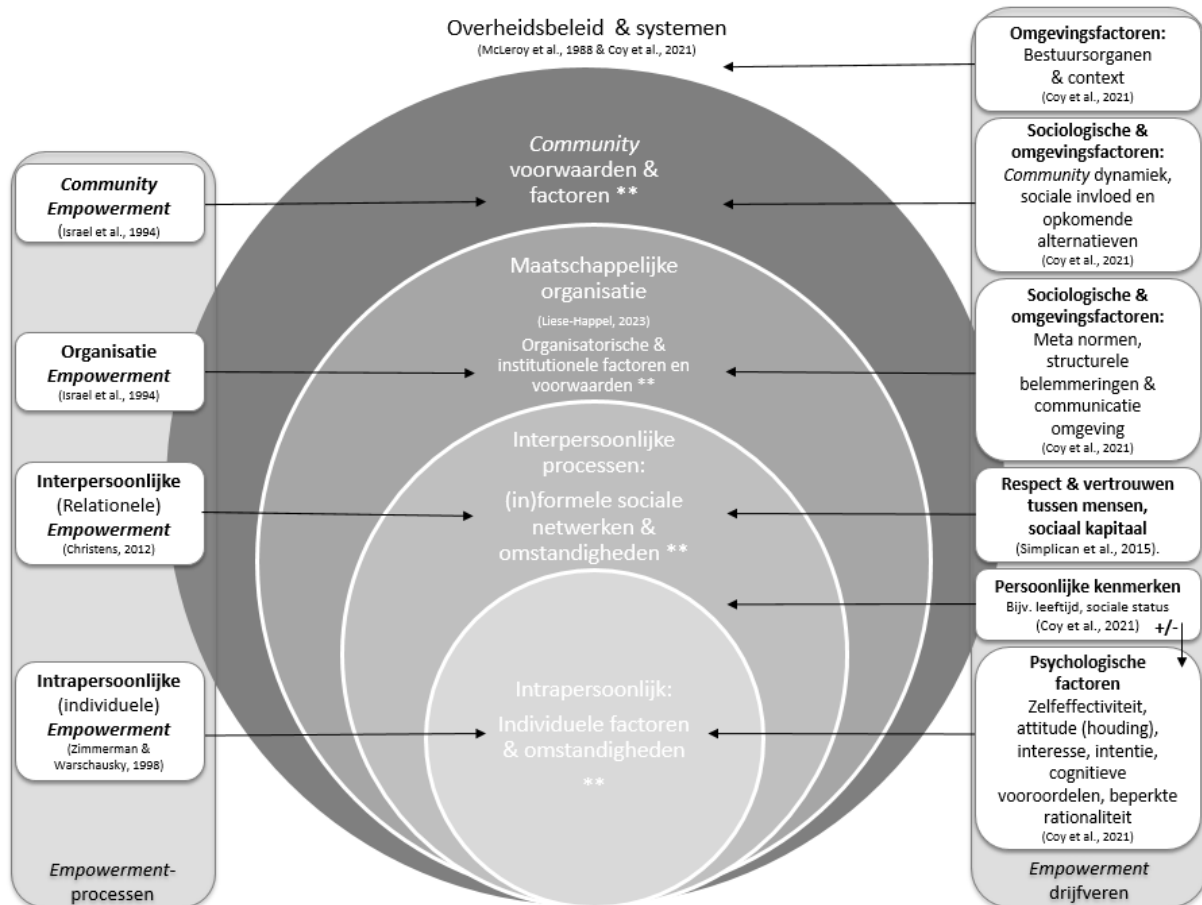 Overheidsbeleid & systemen
(McLeroy et al., 1988 & Coy et al., 2021)
Community
Empowerment
(Israel et al., 1994)
Organisatie
Empowerment
(Israel et al., 1994)
Interpersoonlijke
(Relationele)
Empowerment
(Christens, 2012)
Intrapersoonlijke
(individuele)
Empowerment
(Zimmerman &
Warschausky, 1998)
Empowerment-
processen
Community
voorwaarden &
factoren **
Maatschappelijke
organisatie
(Liese-Happel, 2023)
Organisatorische &
institutionele factoren en
voorwaarden **
Interpersoonlijke
processen:
(in)formele sociale
netwerken &
omstandigheden **
Intrapersoonlijk:
Individuele factoren
& omstandigheden
**
Omgevingsfactoren:
Bestuursorganen
& context
(Coy et al., 2021)
Sociologische &
omgevingsfactoren:
Community dynamiek,
sociale invloed en
opkomende
alternatieven
(Coy et al., 2021)
Sociologische &
omgevingsfactoren:
Meta normen,
structurele
belemmeringen &
communicatie
omgeving
(Coy et al., 2021)
Respect & vertrouwen
tussen mensen,
sociaal kapitaal
(Simplican et al., 2015).
Persoonlijke kenmerken
Bijv. leeftijd, sociale status
(Coy et al., 2021) +/-
Psychologische
factoren
Zelfeffectiviteit,
attitude (houding),
interesse, intentie,
cognitieve
vooroordelen, beperkte
rationaliteit
(Coy et al., 2021)
Empowerment
drijfveren